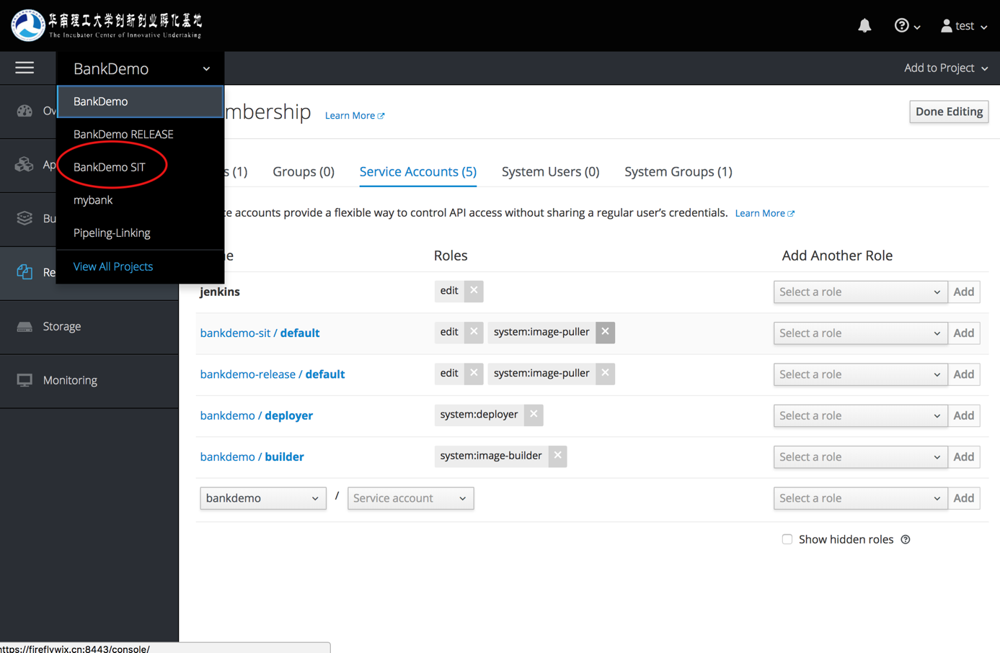 华南理工大学创新创业孵化基地
The Incubator Center of Innovative Undertaking
test
BankDemo
Add to Project
BankDemo
BankDemo RELEASE
BankDemo SIT
mybank
Pipeling-Linking
View All Projects
Ov
Ap
Bu
Re
Storage
Monitoring
mbership Learn More
Done Editing
s (1) Groups (0) Service Accounts (5) System Users (0) System Groups (1)
ce accounts provide a flexible way to control API access without sharing a regular user's credentials. Learn More
e Roles Add Another Role
jenkins edit × Select a role Add
bankdemo-sit / default edit × system:image-puller × Select a role Add
bankdemo-release / default edit × system:image-puller × Select a role Add
bankdemo / deployer system:deployer × Select a role Add
bankdemo / builder system:image-builder × Select a role Add
bankdemo / Service account Select a role Add
Show hidden roles
https://fireflywix.cn:8443/console/